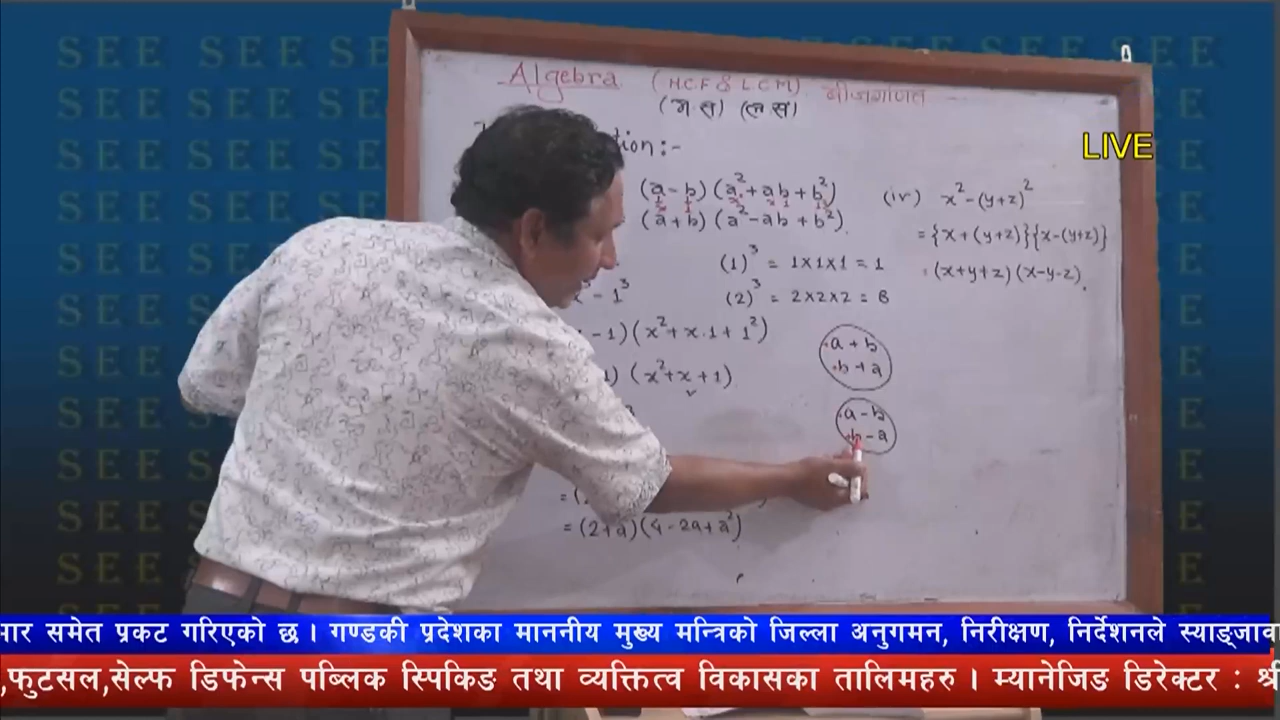 SEE SEE SEE
Algebra (HCF & LCM) बीजगणित
(म स) (ल स)
LIVE
tion:-
(a-b)(a²+ab+b²)
(a+b)(a²-ab+b²).
(1)³ = 1×1×1 = 1
x - 1³
(2)³ = 2×2×2 = 8
-1)(x²+x.1+1²)
) (x²+x+1)
= (2+a)(4-2a+a²)
(iv) x²-(y+z)²
= {x+(y+z)}{x-(y+z)}
= (x+y+z)(x-y-z).
a + b
b + a
a - b
b - a
मार समेत प्रकट गरिएको छ । गण्डकी प्रदेशका माननीय मुख्य मन्त्रिको जिल्ला अनुगमन, निरीक्षण, निर्देशनले स्याङ्जावा
,फुटसल,सेल्फ डिफेन्स पब्लिक स्पिकिङ तथा व्यक्तित्व विकासका तालिमहरु । म्यानेजिङ डिरेक्टर : श्री